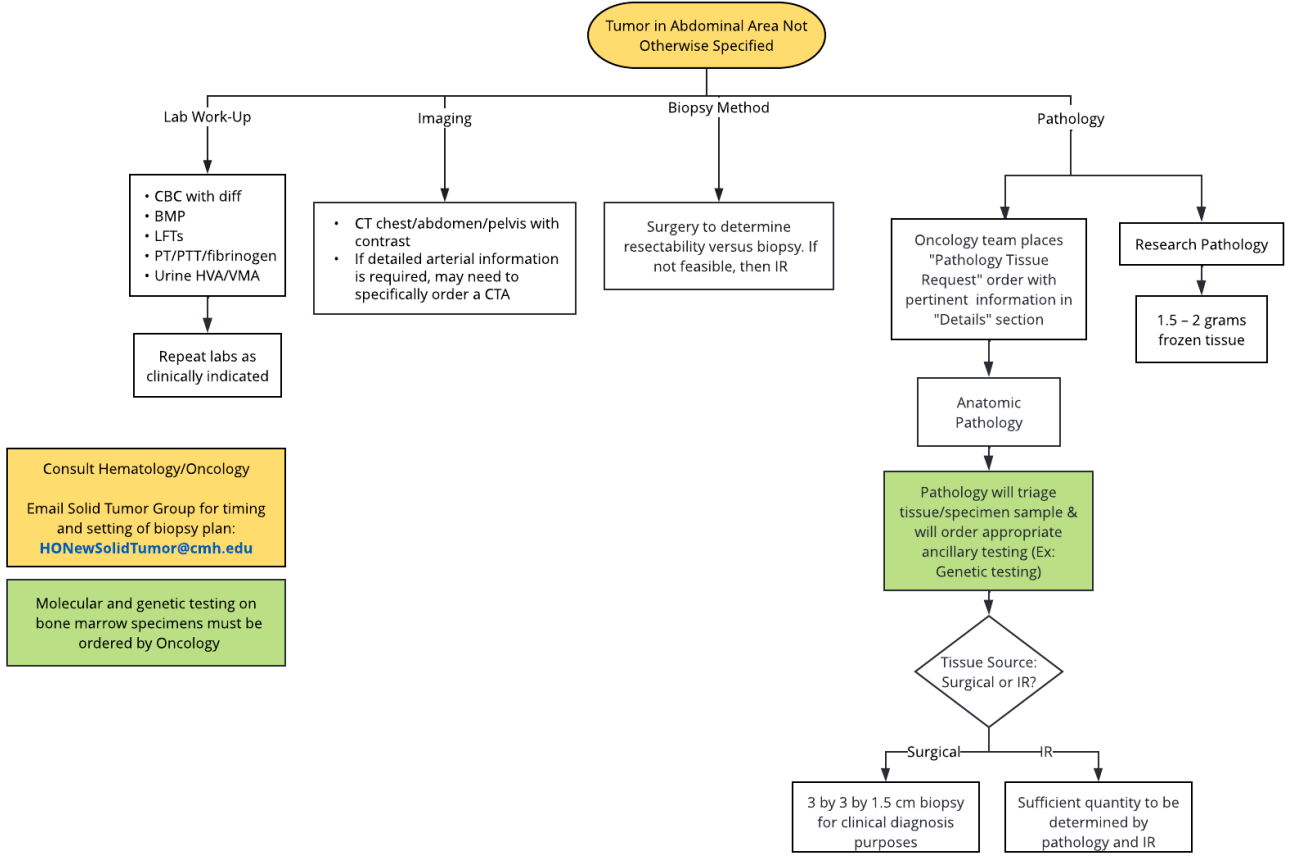 Tumor in Abdominal Area Not
Otherwise Specified
Lab Work-Up
Imaging
Biopsy Method
Pathology
• CBC with diff
• BMP
• LFTs
• PT/PTT/fibrinogen
• Urine HVA/VMA
Repeat labs as
clinically indicated
• CT chest/abdomen/pelvis with
contrast
• If detailed arterial information
is required, may need to
specifically order a CTA
Surgery to determine
resectability versus biopsy. If
not feasible, then IR
Oncology team places
"Pathology Tissue
Request" order with
pertinent information in
"Details" section
Research Pathology
1.5 – 2 grams
frozen tissue
Anatomic
Pathology
Pathology will triage
tissue/specimen sample &
will order appropriate
ancillary testing (Ex:
Genetic testing)
Tissue Source:
Surgical or IR?
Surgical
IR
3 by 3 by 1.5 cm biopsy
for clinical diagnosis
purposes
Sufficient quantity to be
determined by
pathology and IR
Consult Hematology/Oncology
Email Solid Tumor Group for timing
and setting of biopsy plan:
HONewSolidTumor@cmh.edu
Molecular and genetic testing on
bone marrow specimens must be
ordered by Oncology